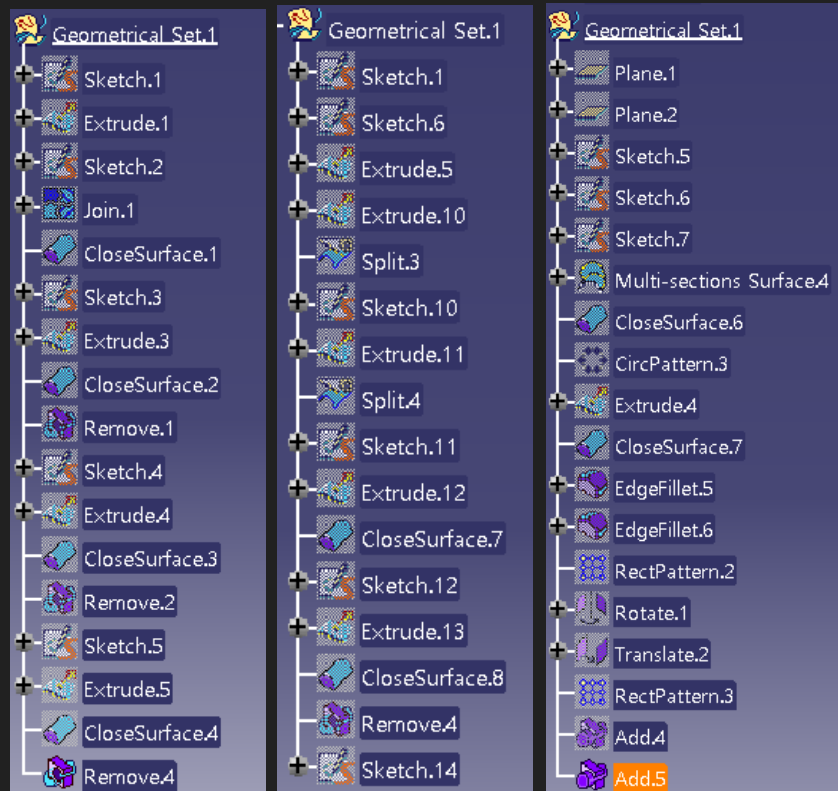 Geometrical Set.1
Sketch.1
Extrude.1
Sketch.2
Join.1
CloseSurface.1
Sketch.3
Extrude.3
CloseSurface.2
Remove.1
Sketch.4
Extrude.4
CloseSurface.3
Remove.2
Sketch.5
Extrude.5
CloseSurface.4
Remove.4
Geometrical Set.1
Sketch.1
Sketch.6
Extrude.5
Extrude.10
Split.3
Sketch.10
Extrude.11
Split.4
Sketch.11
Extrude.12
CloseSurface.7
Sketch.12
Extrude.13
CloseSurface.8
Remove.4
Sketch.14
Geometrical Set.1
Plane.1
Plane.2
Sketch.5
Sketch.6
Sketch.7
Multi-sections Surface.4
CloseSurface.6
CircPattern.3
Extrude.4
CloseSurface.7
EdgeFillet.5
EdgeFillet.6
RectPattern.2
Rotate.1
Translate.2
RectPattern.3
Add.4
Add.5